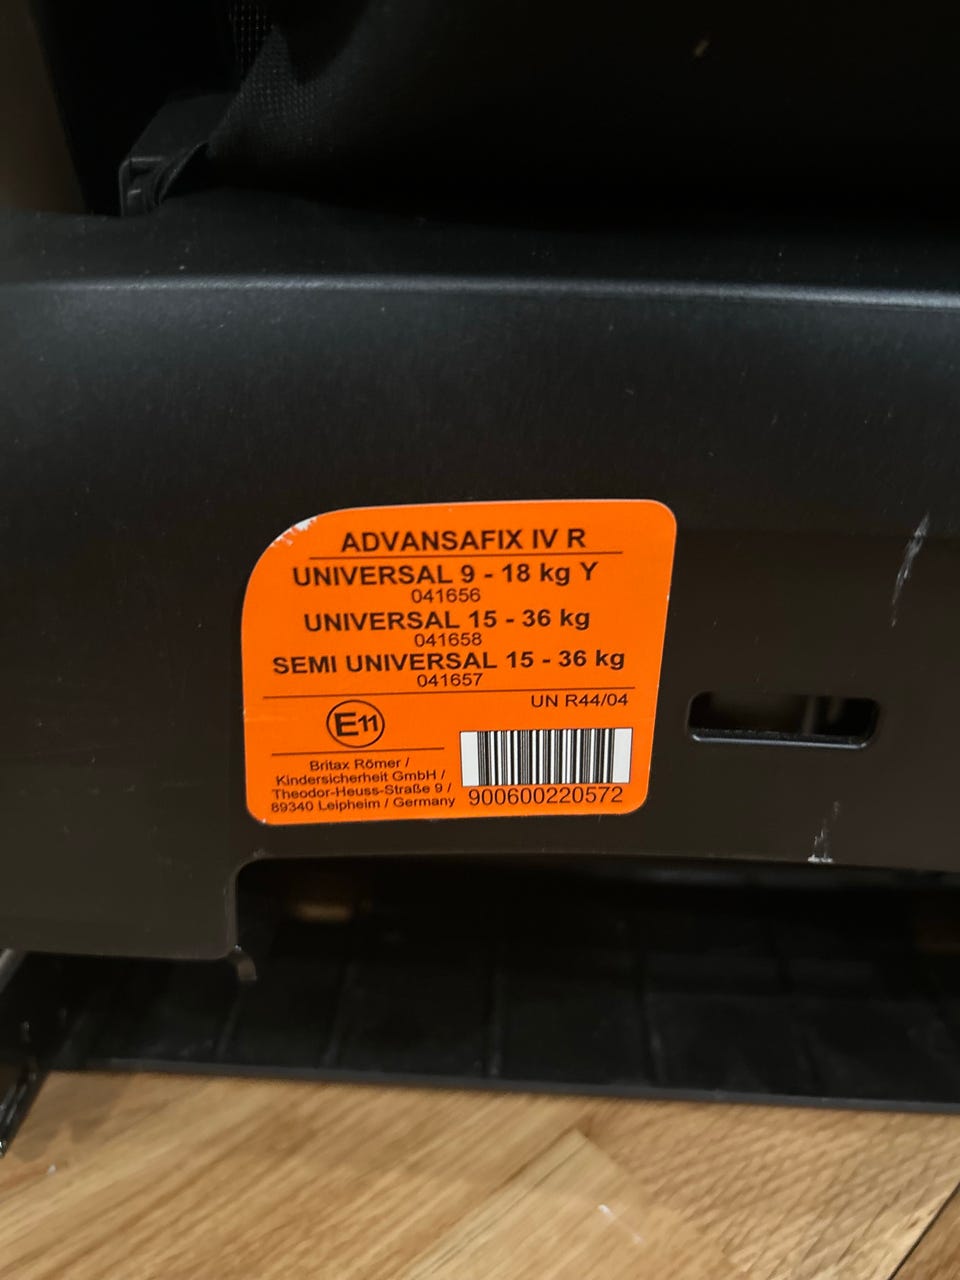 ADVANSAFIX IV R
UNIVERSAL 9 - 18 kg Y
041656
UNIVERSAL 15 - 36 kg
041658
SEMI UNIVERSAL 15 - 36 kg
041657
UN R44/04
E11
Britax Römer /
Kindersicherheit GmbH /
Theodor-Heuss-Straße 9 /
89340 Leipheim / Germany
900600220572